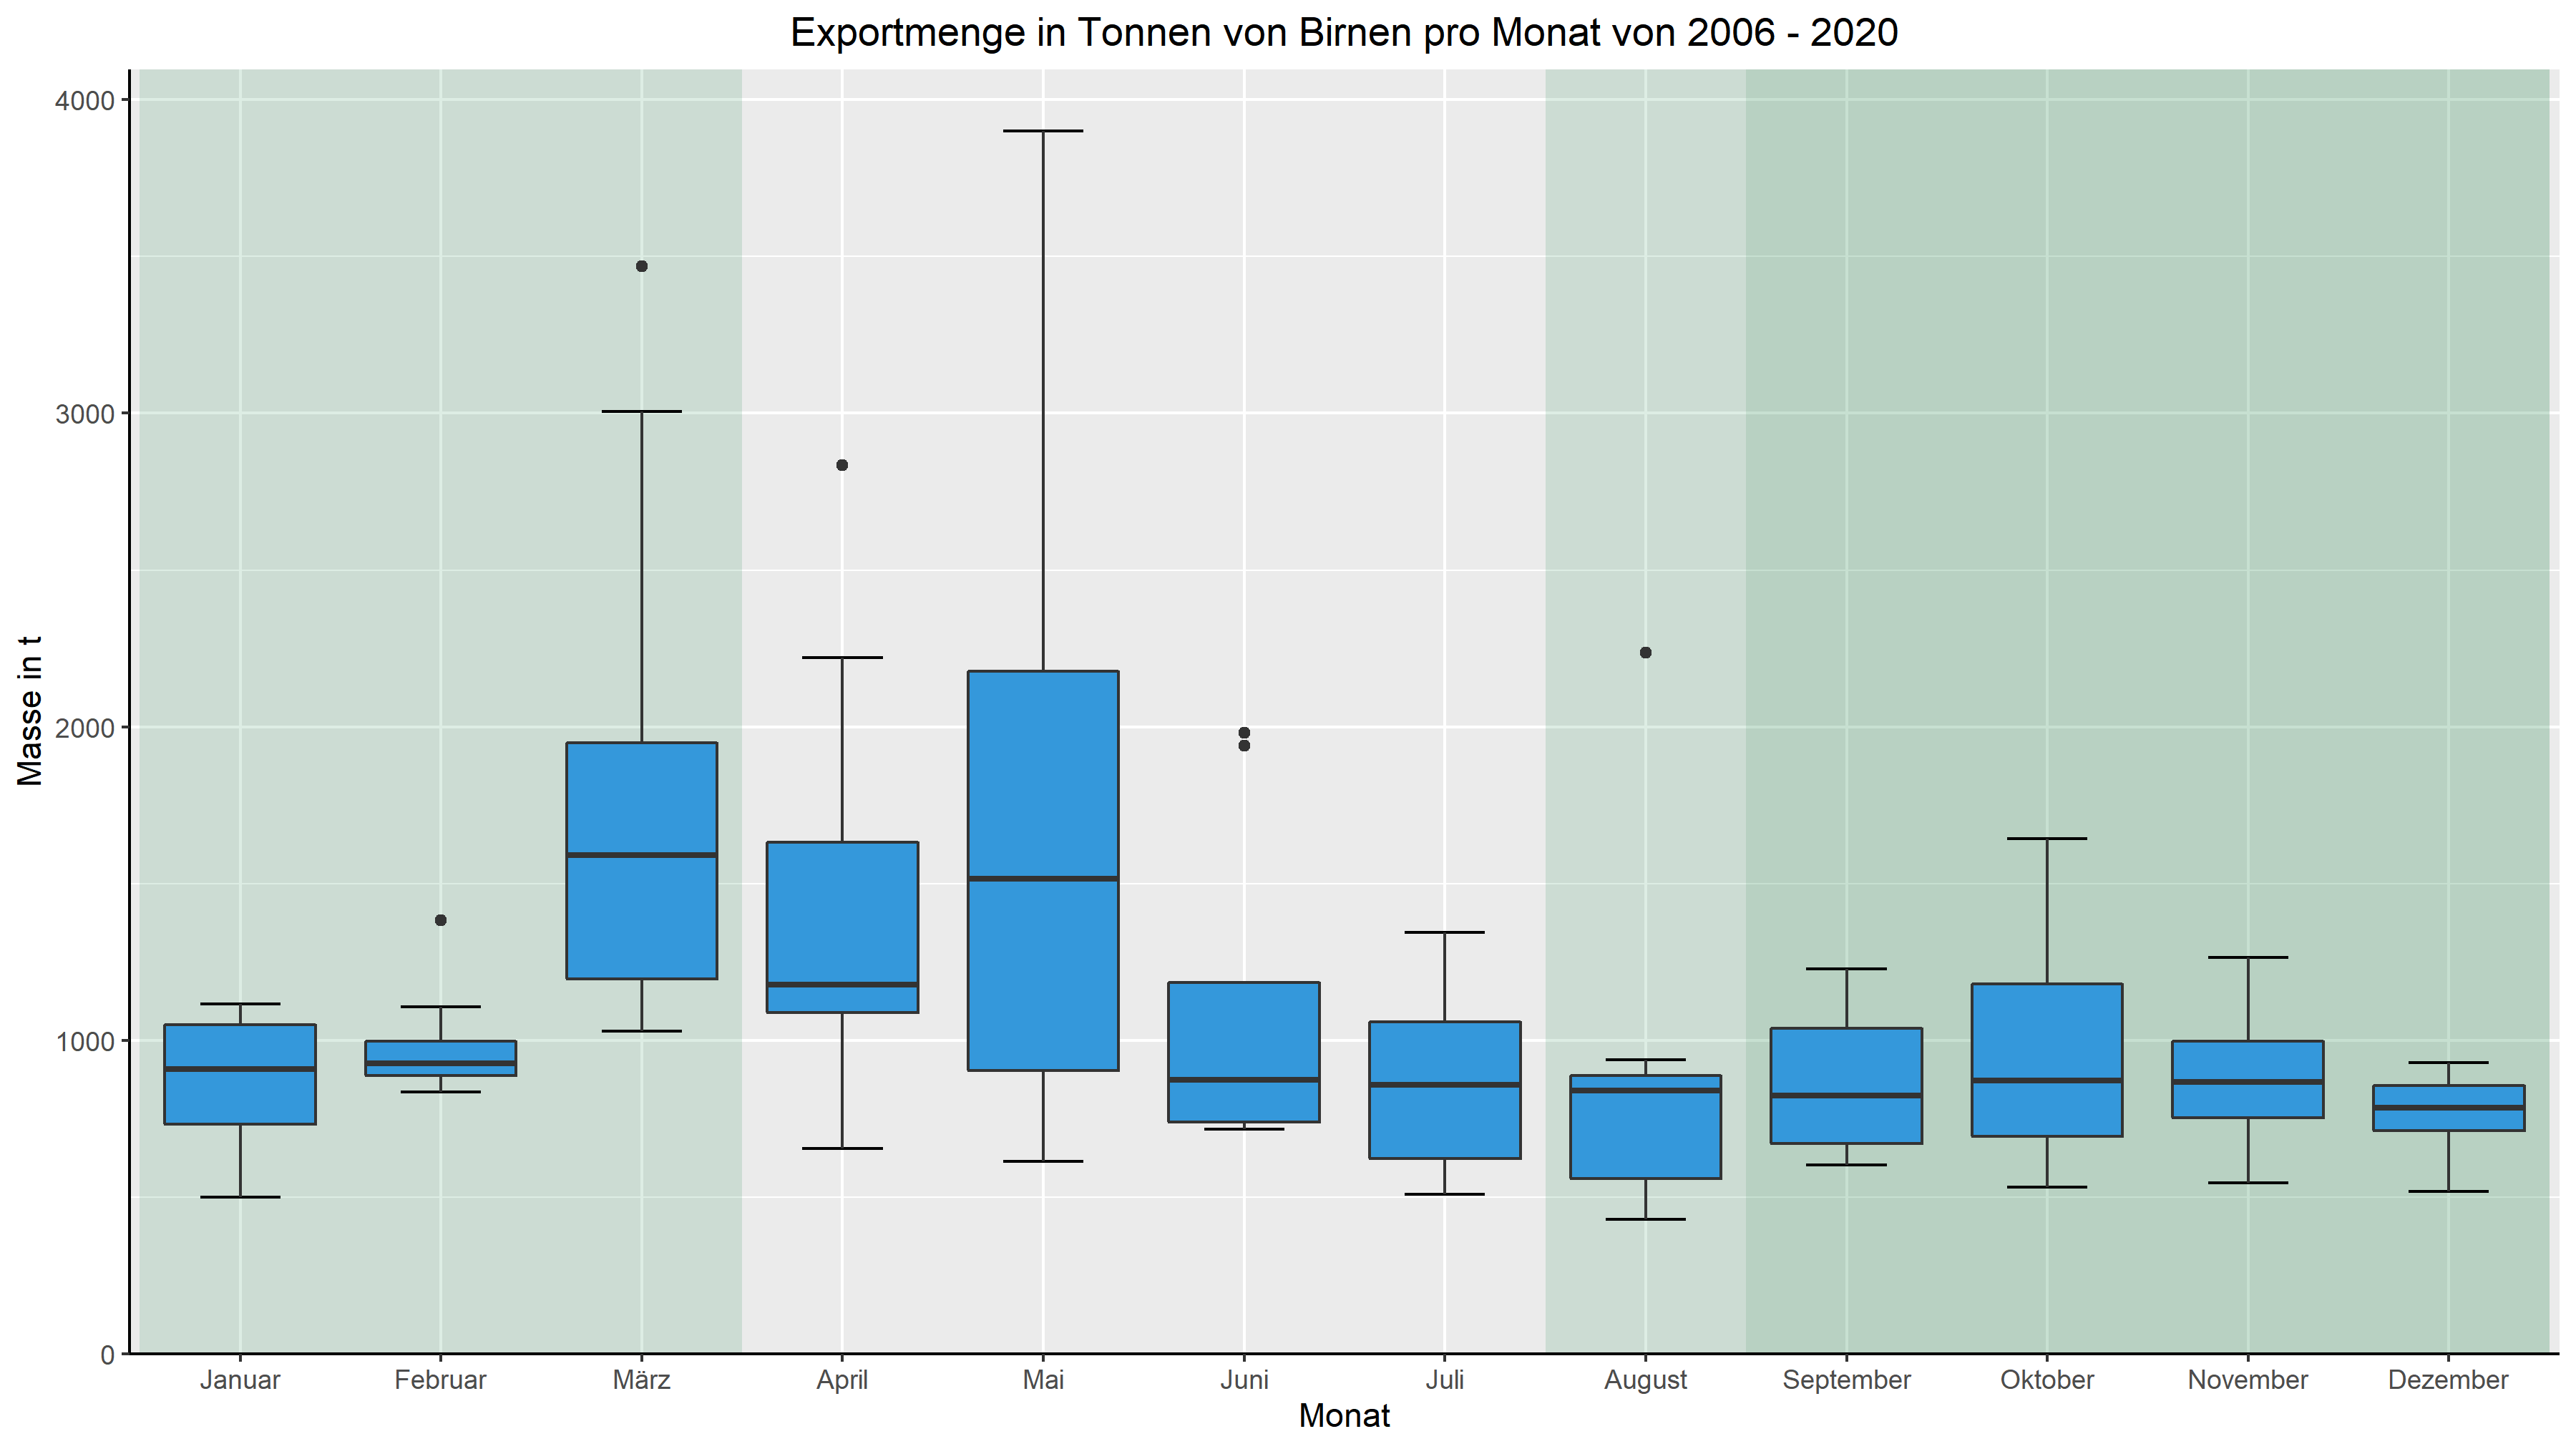 Exportmenge in Tonnen von Birnen pro Monat von 2006 - 2020
Masse in t
4000
3000
2000
1000
0
Januar Februar März April Mai Juni Juli August September Oktober November Dezember
Monat